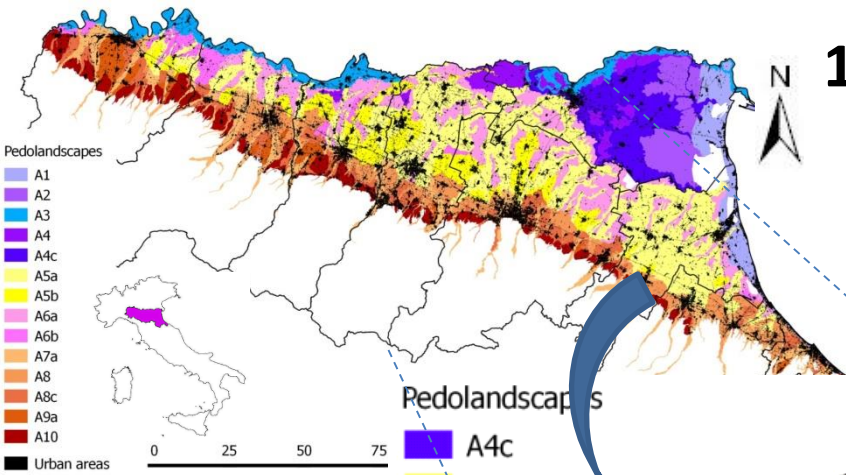 1
N
Pedolandscapes
A1
A2
A3
A4
A4c
A5a
A5b
A6a
A6b
A7a
A8
A8c
A9a
A10
Urban areas
0 25 50 75
Pedolandscapes
A4c